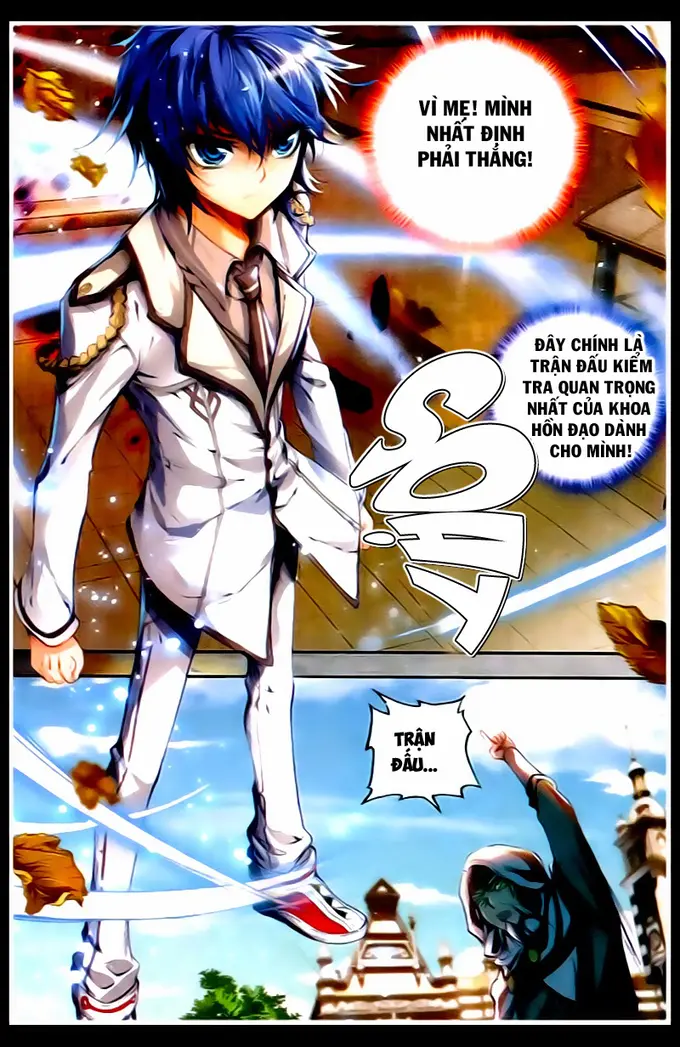 VÌ MẸ! MÌNH
NHẤT ĐỊNH
PHẢI THẮNG!
ĐÂY CHÍNH LÀ
TRẬN ĐẤU KIỂM
TRA QUAN TRỌNG
NHẤT CỦA KHOA
HỒN ĐẠO DÀNH
CHO MÌNH!
SOẠT
TRẬN
ĐẤU...